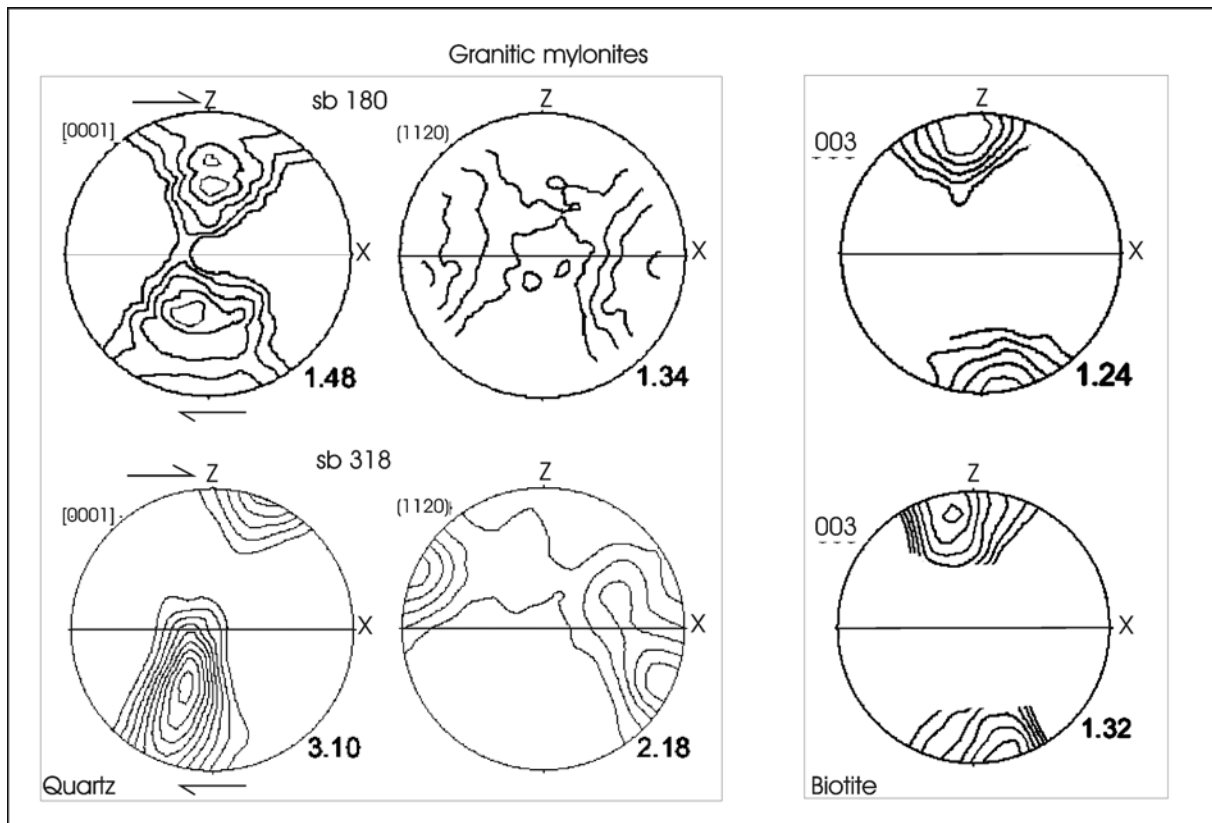 Granitic mylonites
Z sb 180 Z Z
[0001] (1120) 003
X X X
1.48 1.34 1.24
sb 318
Z Z Z
[0001] (1120) 003
X X X
3.10 2.18 1.32
Quartz Biotite